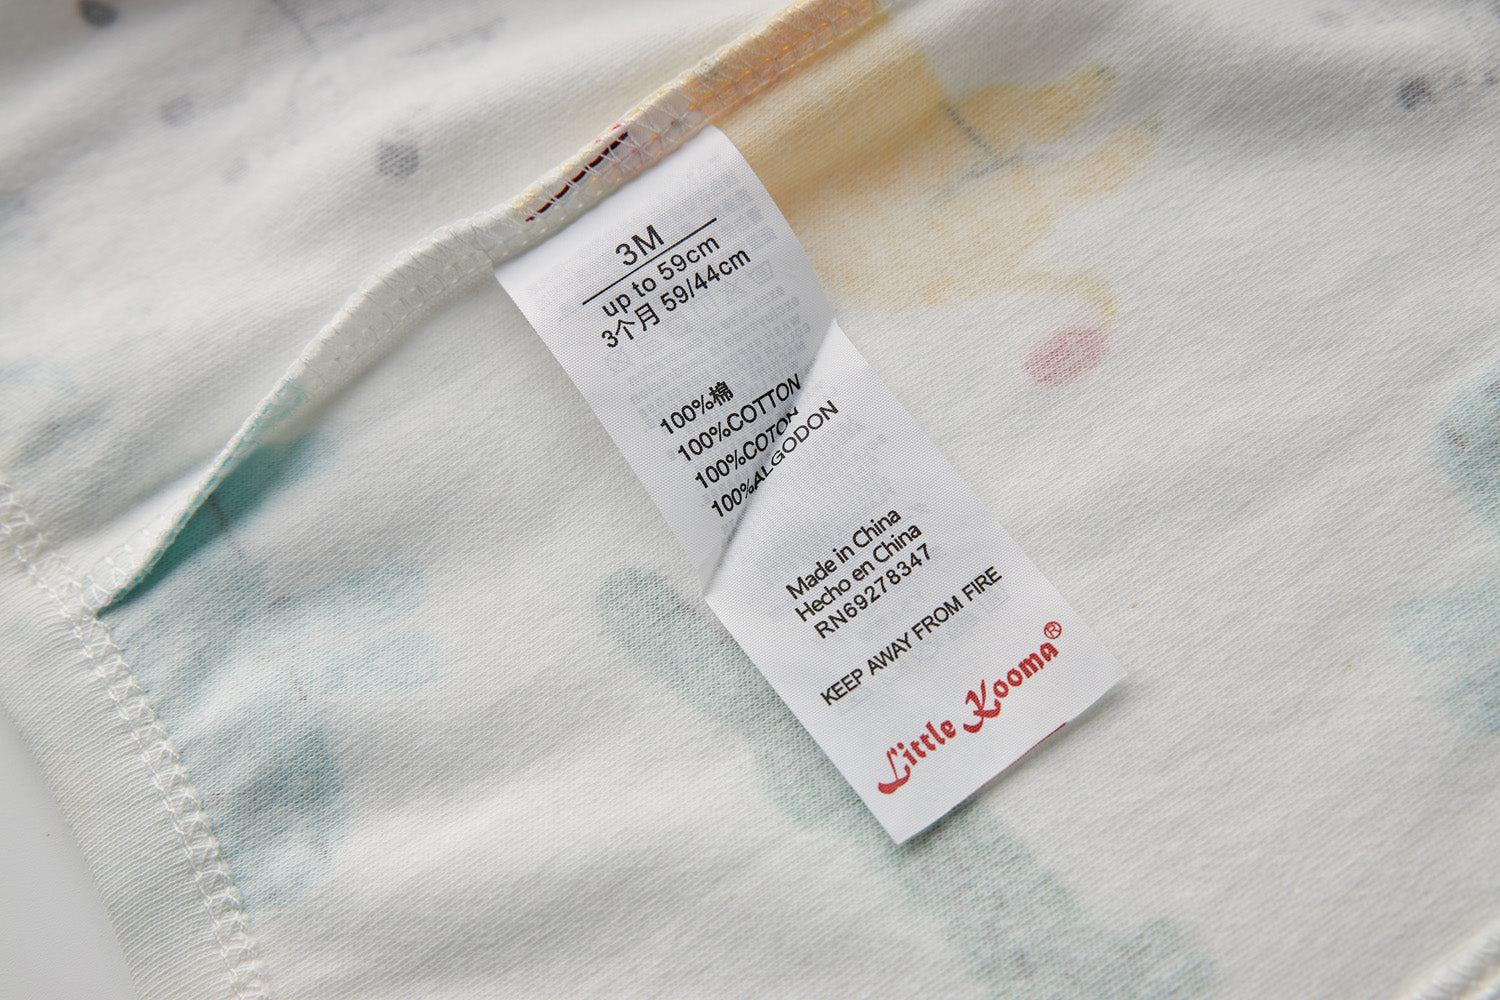 3M
up to 59cm
3个月 59/44cm
100%棉
100%COTTON
100%COTON
100%ALGODON
Made in China
Hecho en China
RN69278347
KEEP AWAY FROM FIRE
Little Kooma®